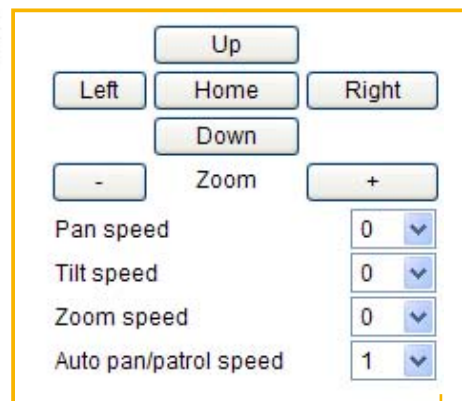 Up
Left Home Right
Down
- Zoom +
Pan speed 0
Tilt speed 0
Zoom speed 0
Auto pan/patrol speed 1